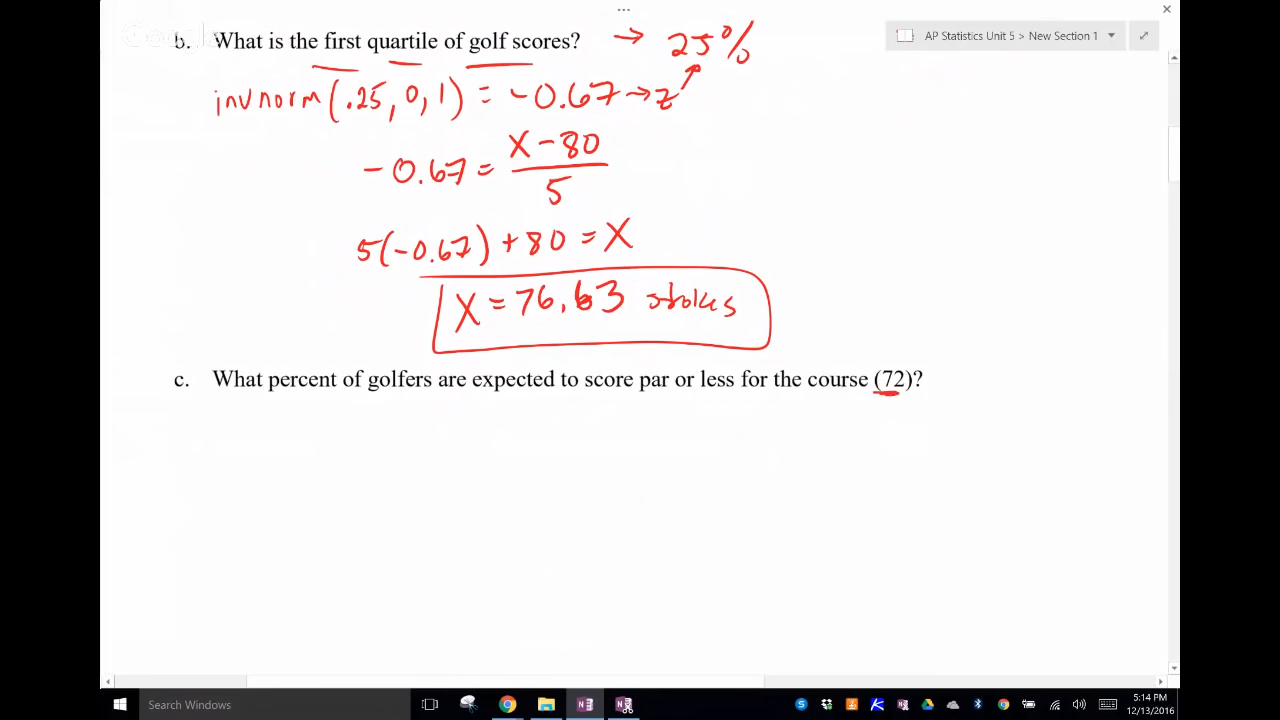 AP Statistics Unit 5 > New Section 1
b. What is the first quartile of golf scores? → 25%
invnorm(.25, 0, 1) = -0.67 → z
-0.67 = X - 80
5
5(-0.67) + 80 = X
X = 76.63 strokes
c. What percent of golfers are expected to score par or less for the course (72)?
Search Windows
5:14 PM
12/13/2016